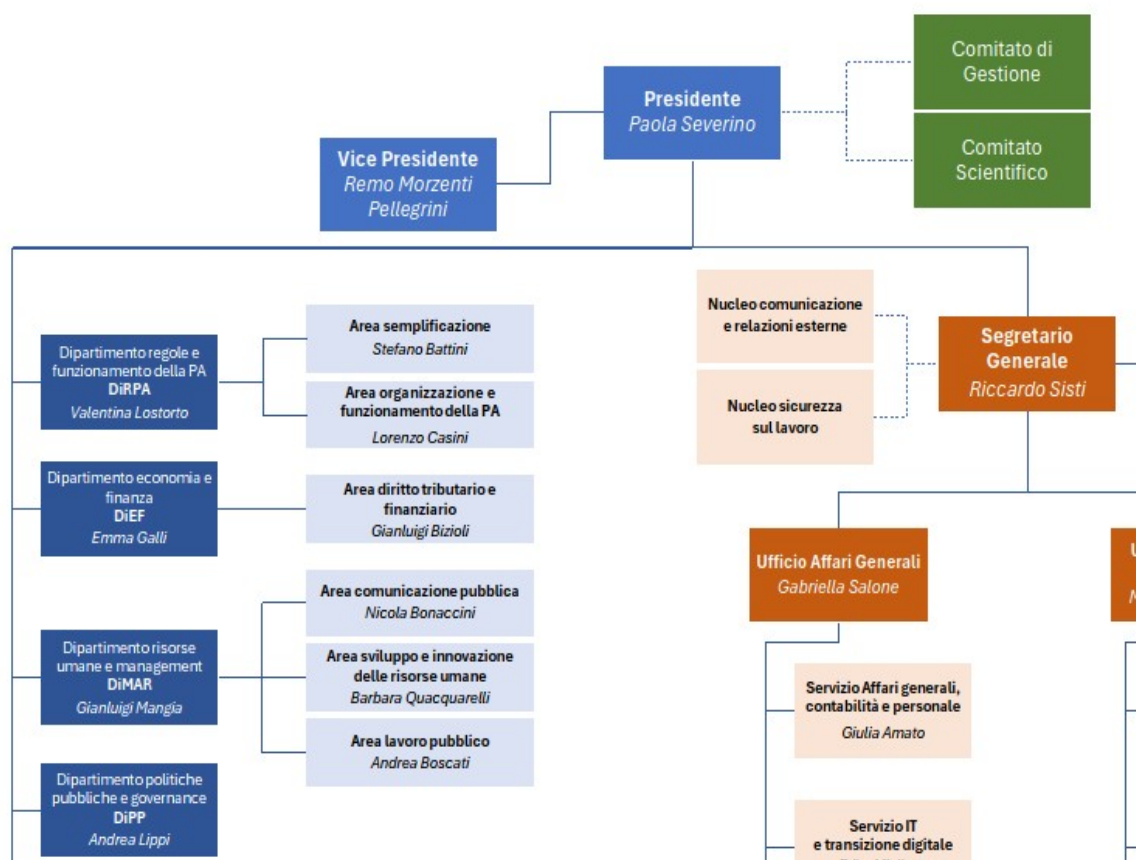 Comitato di
Gestione
Presidente
Paola Severino
Comitato
Scientifico
Vice Presidente
Remo Morzenti
Pellegrini
Nucleo comunicazione
e relazioni esterne
Segretario
Generale
Riccardo Sisti
Nucleo sicurezza
sul lavoro
Dipartimento regole e
funzionamento della PA
DiRPA
Valentina Lostorto
Area semplificazione
Stefano Battini
Area organizzazione e
funzionamento della PA
Lorenzo Casini
Dipartimento economia e
finanza
DiEF
Emma Galli
Area diritto tributario e
finanziario
Gianluigi Bizioli
Dipartimento risorse
umane e management
DiMAR
Gianluigi Mangia
Area comunicazione pubblica
Nicola Bonaccini
Area sviluppo e innovazione
delle risorse umane
Barbara Quacquarelli
Area lavoro pubblico
Andrea Boscati
Dipartimento politiche
pubbliche e governance
DiPP
Andrea Lippi
Ufficio Affari Generali
Gabriella Salone
Servizio Affari generali,
contabilità e personale
Giulia Amato
Servizio IT
e transizione digitale